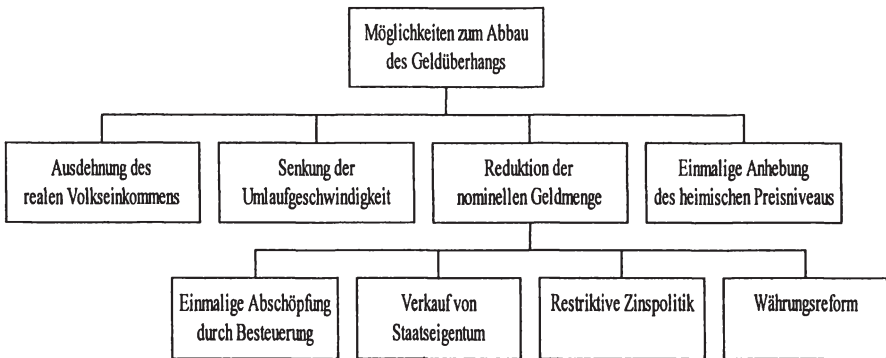 Möglichkeiten zum Abbau
des Geldüberhangs
Ausdehnung des
realen Volkseinkommens
Senkung der
Umlaufgeschwindigkeit
Reduktion der
nominellen Geldmenge
Einmalige Anhebung
des heimischen Preisniveaus
Einmalige Abschöpfung
durch Besteuerung
Verkauf von
Staatseigentum
Restriktive Zinspolitik
Währungsreform